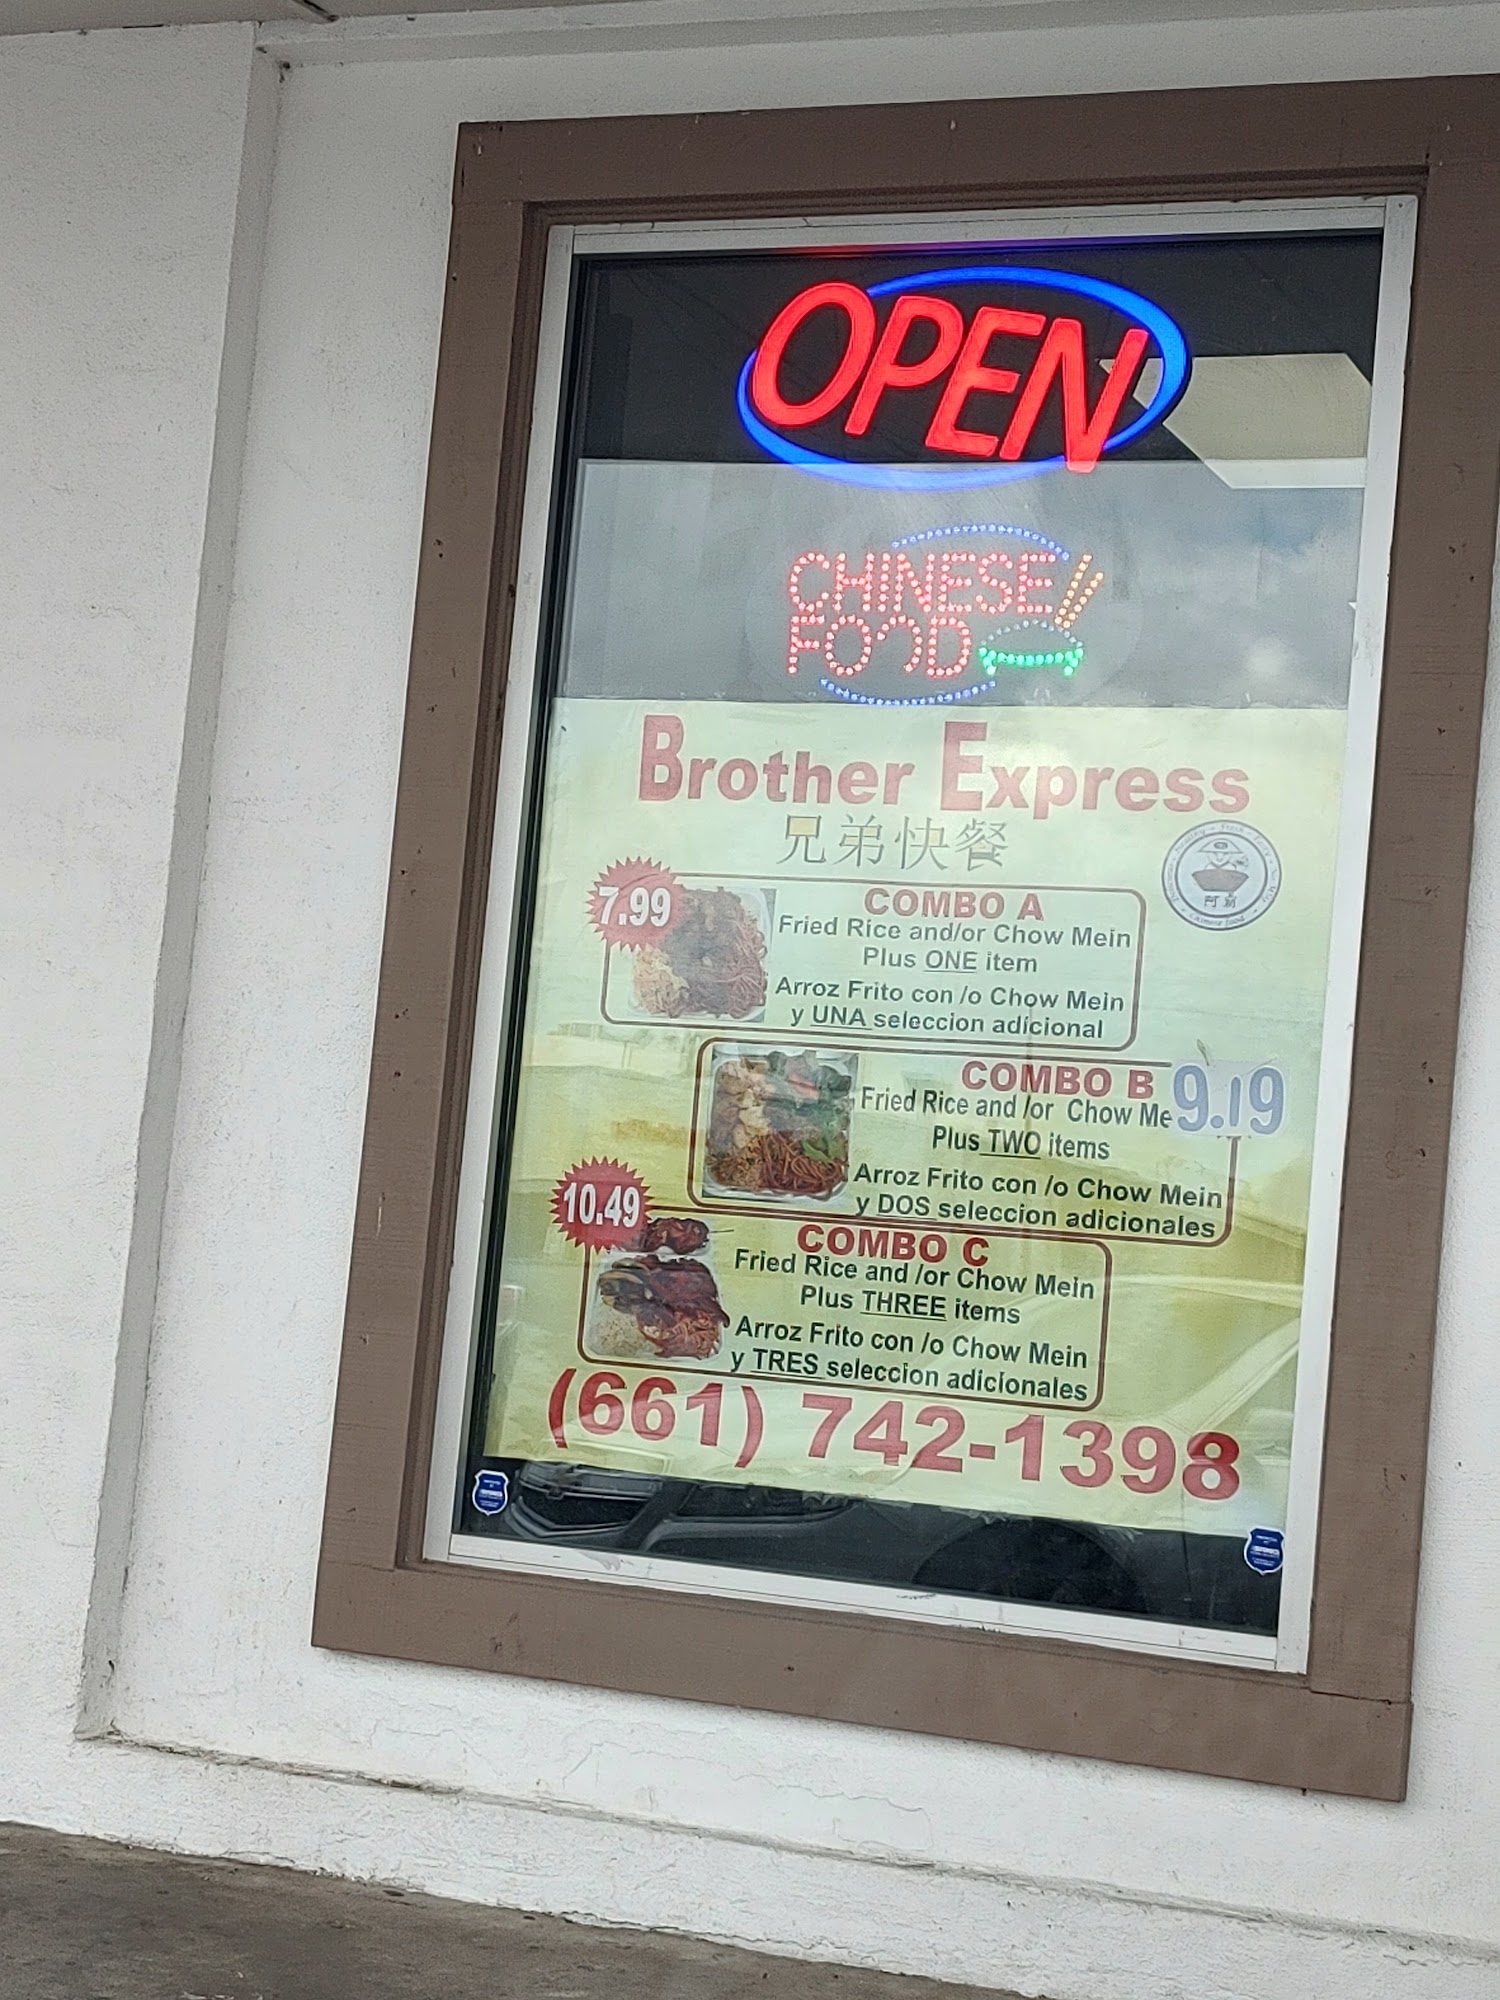 OPEN
CHINESE
FOOD
Brother Express
兄弟快餐
7.99
COMBO A
Fried Rice and/or Chow Mein
Plus ONE item
Arroz Frito con /o Chow Mein
y UNA seleccion adicional
COMBO B
9.19
Fried Rice and /or Chow Me
Plus TWO items
Arroz Frito con /o Chow Mein
y DOS seleccion adicionales
10.49
COMBO C
Fried Rice and /or Chow Mein
Plus THREE items
Arroz Frito con /o Chow Mein
y TRES seleccion adicionales
(661) 742-1398